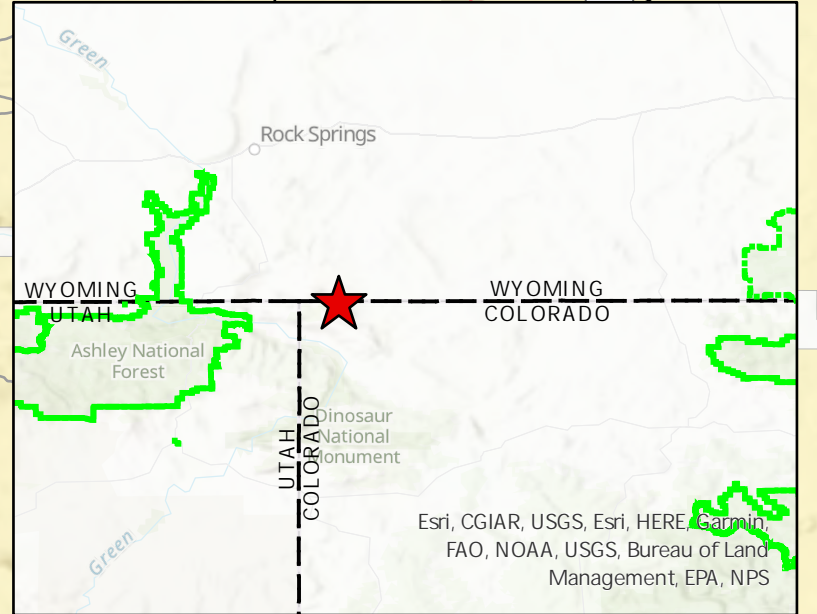 Green
Rock Springs
WYOMING
UTAH
WYOMING
COLORADO
Ashley National
Forest
UTAH
COLORADO
Dinosaur
National
Monument
Green
Esri, CGIAR, USGS, Esri, HERE, Garmin,
FAO, NOAA, USGS, Bureau of Land
Management, EPA, NPS